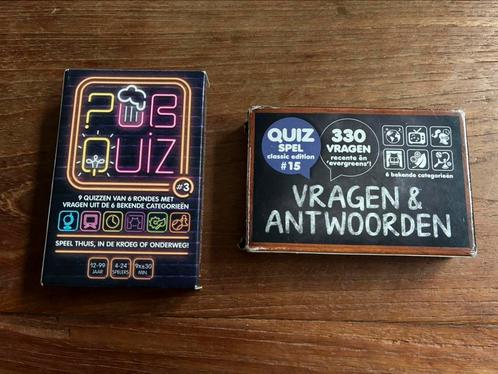 ?PUB
QUIZ
#3
9 QUIZZEN VAN 6 RONDES MET
VRAGEN UIT DE 6 BEKENDE CATEGORIEËN
SPEEL THUIS, IN DE KROEG OF ONDERWEG!
12-99
JAAR
4-24
SPELERS
9x±30
MIN.
QUIZ
SPEL
classic edition
#15
330
VRAGEN
recente én
'evergreens'!
6 bekende categorieën
VRAGEN &
ANTWOORDEN